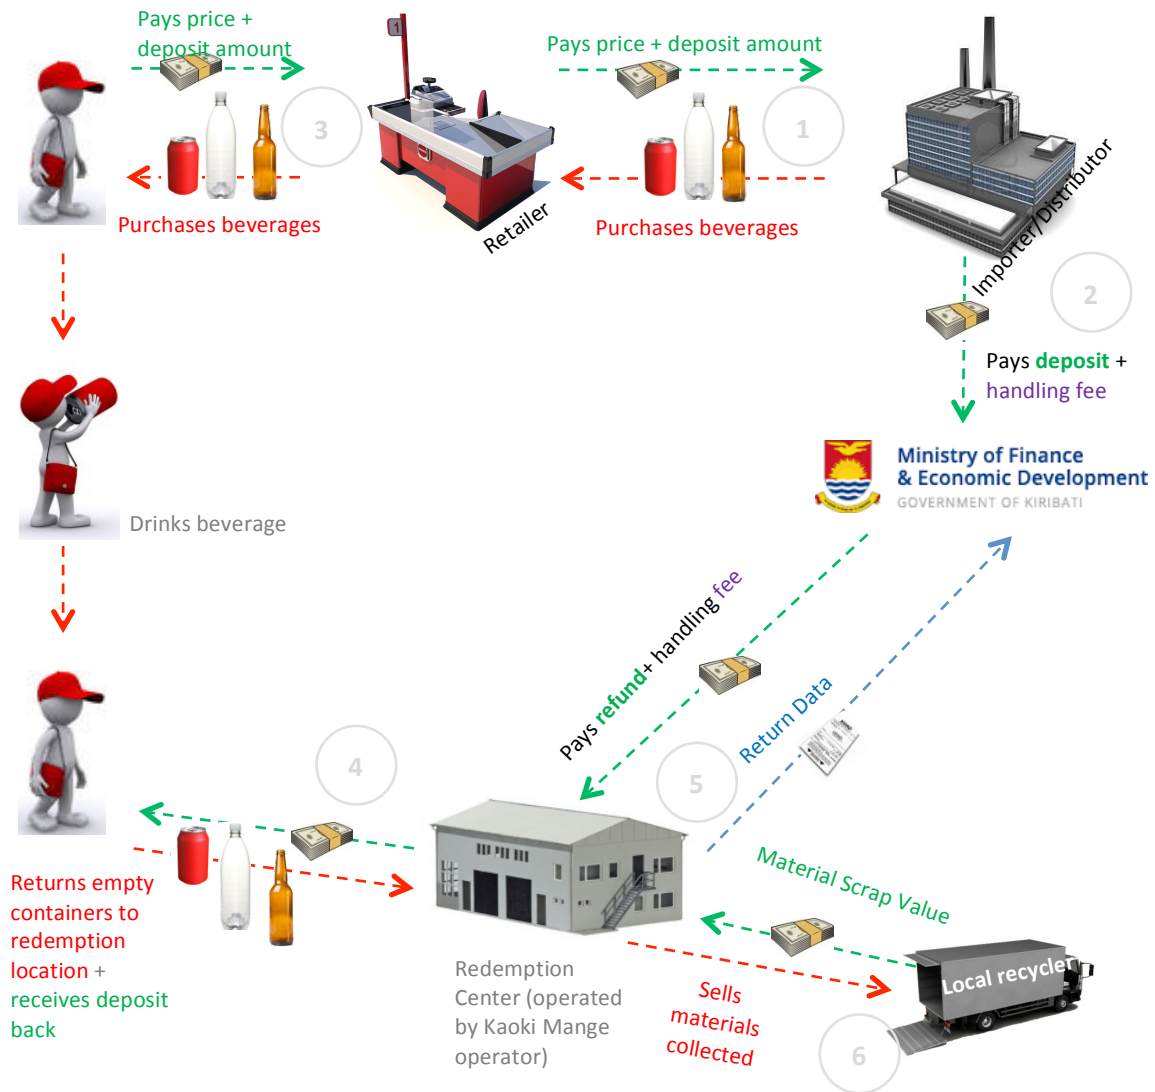 Pays price +
deposit amount
Pays price + deposit amount
1
3
1
Purchases beverages
Retailer
Purchases beverages
Importer/Distributor
2
Pays deposit +
handling fee
Ministry of Finance
& Economic Development
GOVERNMENT OF KIRIBATI
Drinks beverage
Pays refund+ handling fee
Return Data
4
5
Returns empty
containers to
redemption
location +
receives deposit
back
Material Scrap Value
Redemption
Center (operated
by Kaoki Mange
operator)
Sells
materials
collected
Local recycler
6